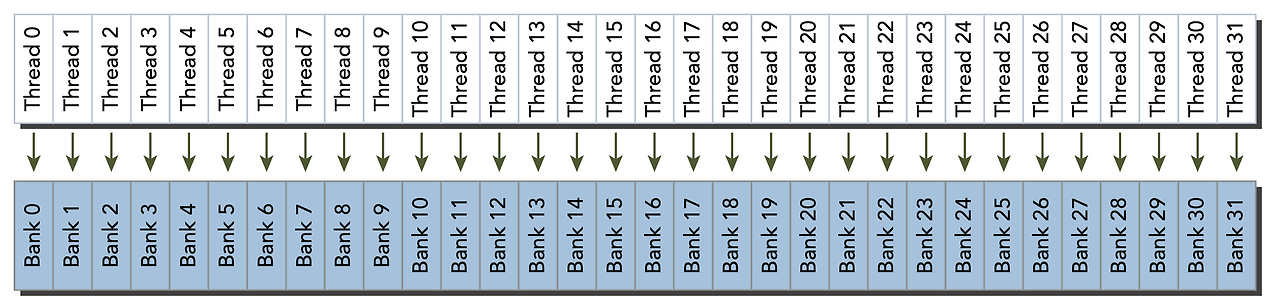 Thread 0
Thread 1
Thread 2
Thread 3
Thread 4
Thread 5
Thread 6
Thread 7
Thread 8
Thread 9
Thread 10
Thread 11
Thread 12
Thread 13
Thread 14
Thread 15
Thread 16
Thread 17
Thread 18
Thread 19
Thread 20
Thread 21
Thread 22
Thread 23
Thread 24
Thread 25
Thread 26
Thread 27
Thread 28
Thread 29
Thread 30
Thread 31
Bank 0
Bank 1
Bank 2
Bank 3
Bank 4
Bank 5
Bank 6
Bank 7
Bank 8
Bank 9
Bank 10
Bank 11
Bank 12
Bank 13
Bank 14
Bank 15
Bank 16
Bank 17
Bank 18
Bank 19
Bank 20
Bank 21
Bank 22
Bank 23
Bank 24
Bank 25
Bank 26
Bank 27
Bank 28
Bank 29
Bank 30
Bank 31